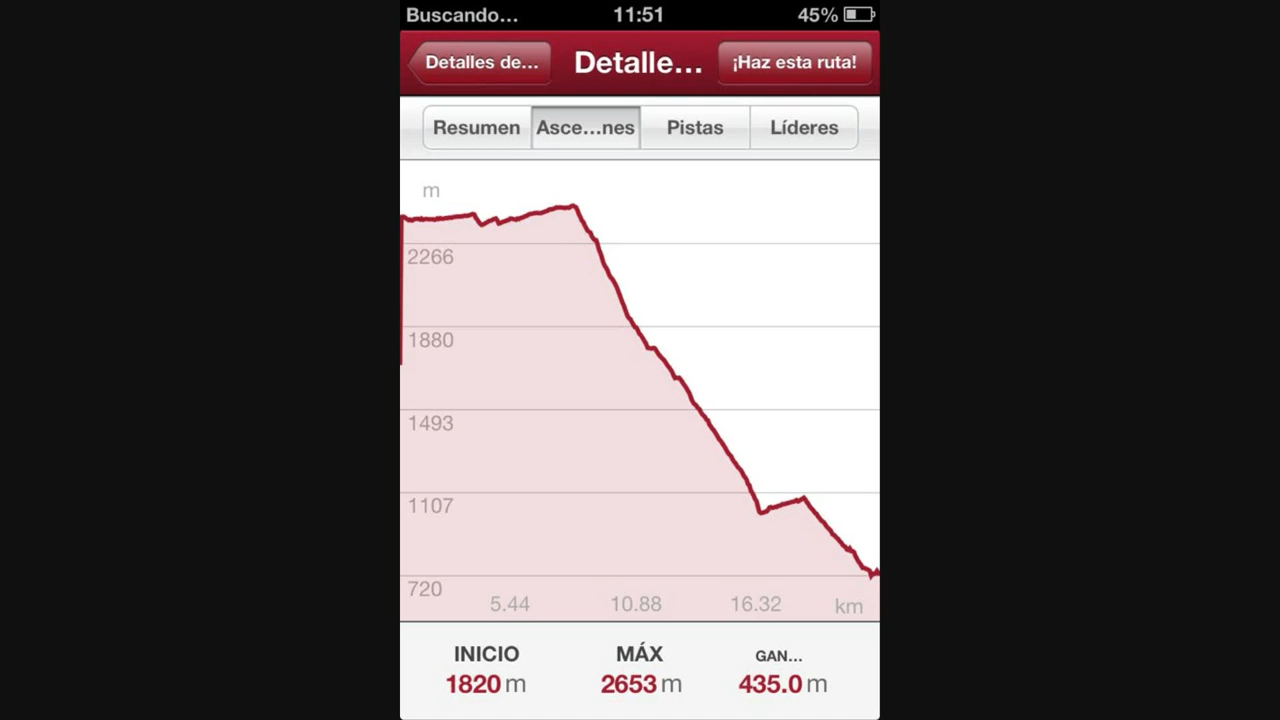 Buscando... 11:51 45%
Detalles de... Detalle... ¡Haz esta ruta!
Resumen Asce...nes Pistas Líderes
m
2266
1880
1493
1107
720
5.44 10.88 16.32 km
INICIO MÁX GAN...
1820 m 2653 m 435.0 m